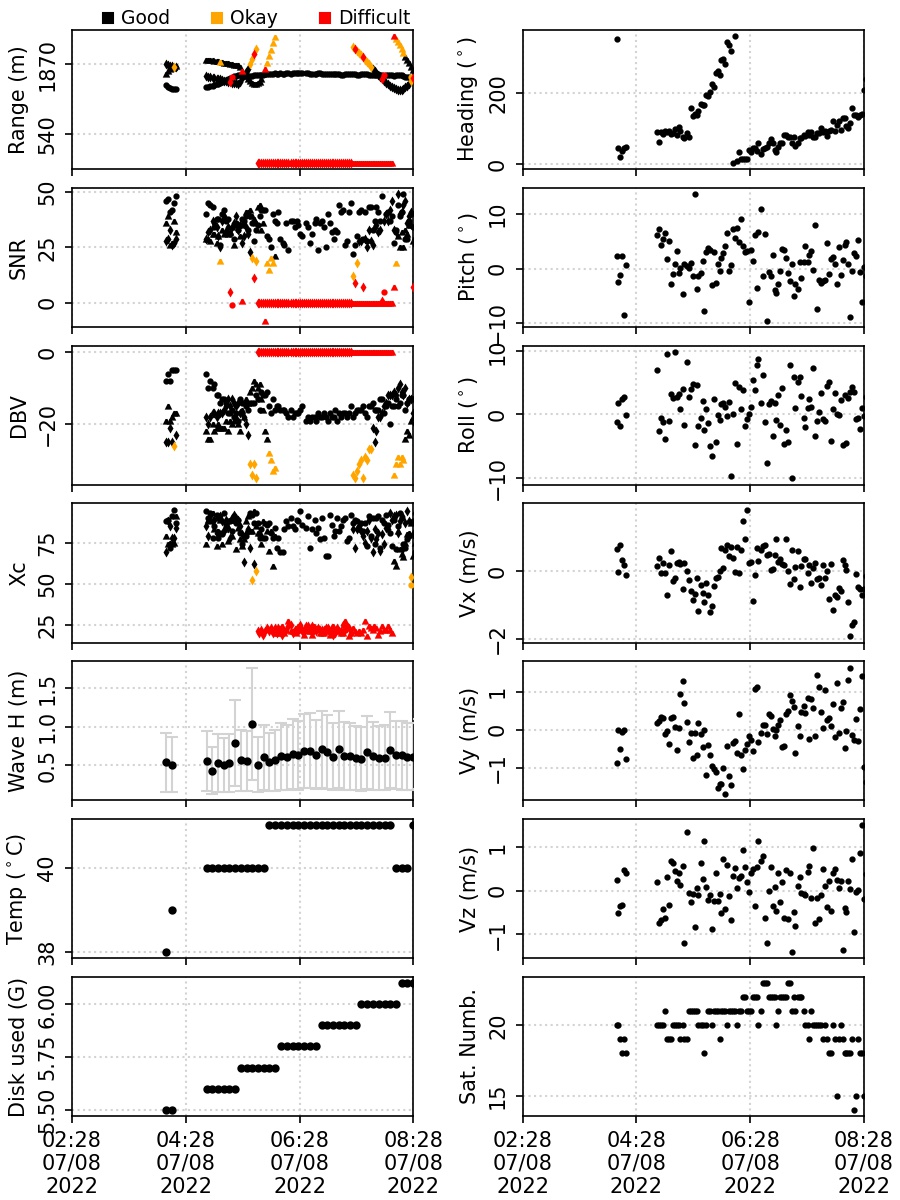 Good Okay Difficult
Range (m)
1870
540
Heading (°)
200
0
SNR
50
25
0
Pitch (°)
10
0
−10
DBV
0
−20
Roll (°)
10
0
−10
Xc
75
50
25
Vx (m/s)
0
−2
Wave H (m)
1.5
1.0
0.5
Vy (m/s)
1
0
−1
Temp (°C)
40
38
Vz (m/s)
1
0
−1
Disk used (G)
6.00
5.75
5.50
Sat. Numb.
20
15
02:28 04:28 06:28 08:28 02:28 04:28 06:28 08:28
07/08 07/08 07/08 07/08 07/08 07/08 07/08 07/08
2022 2022 2022 2022 2022 2022 2022 2022